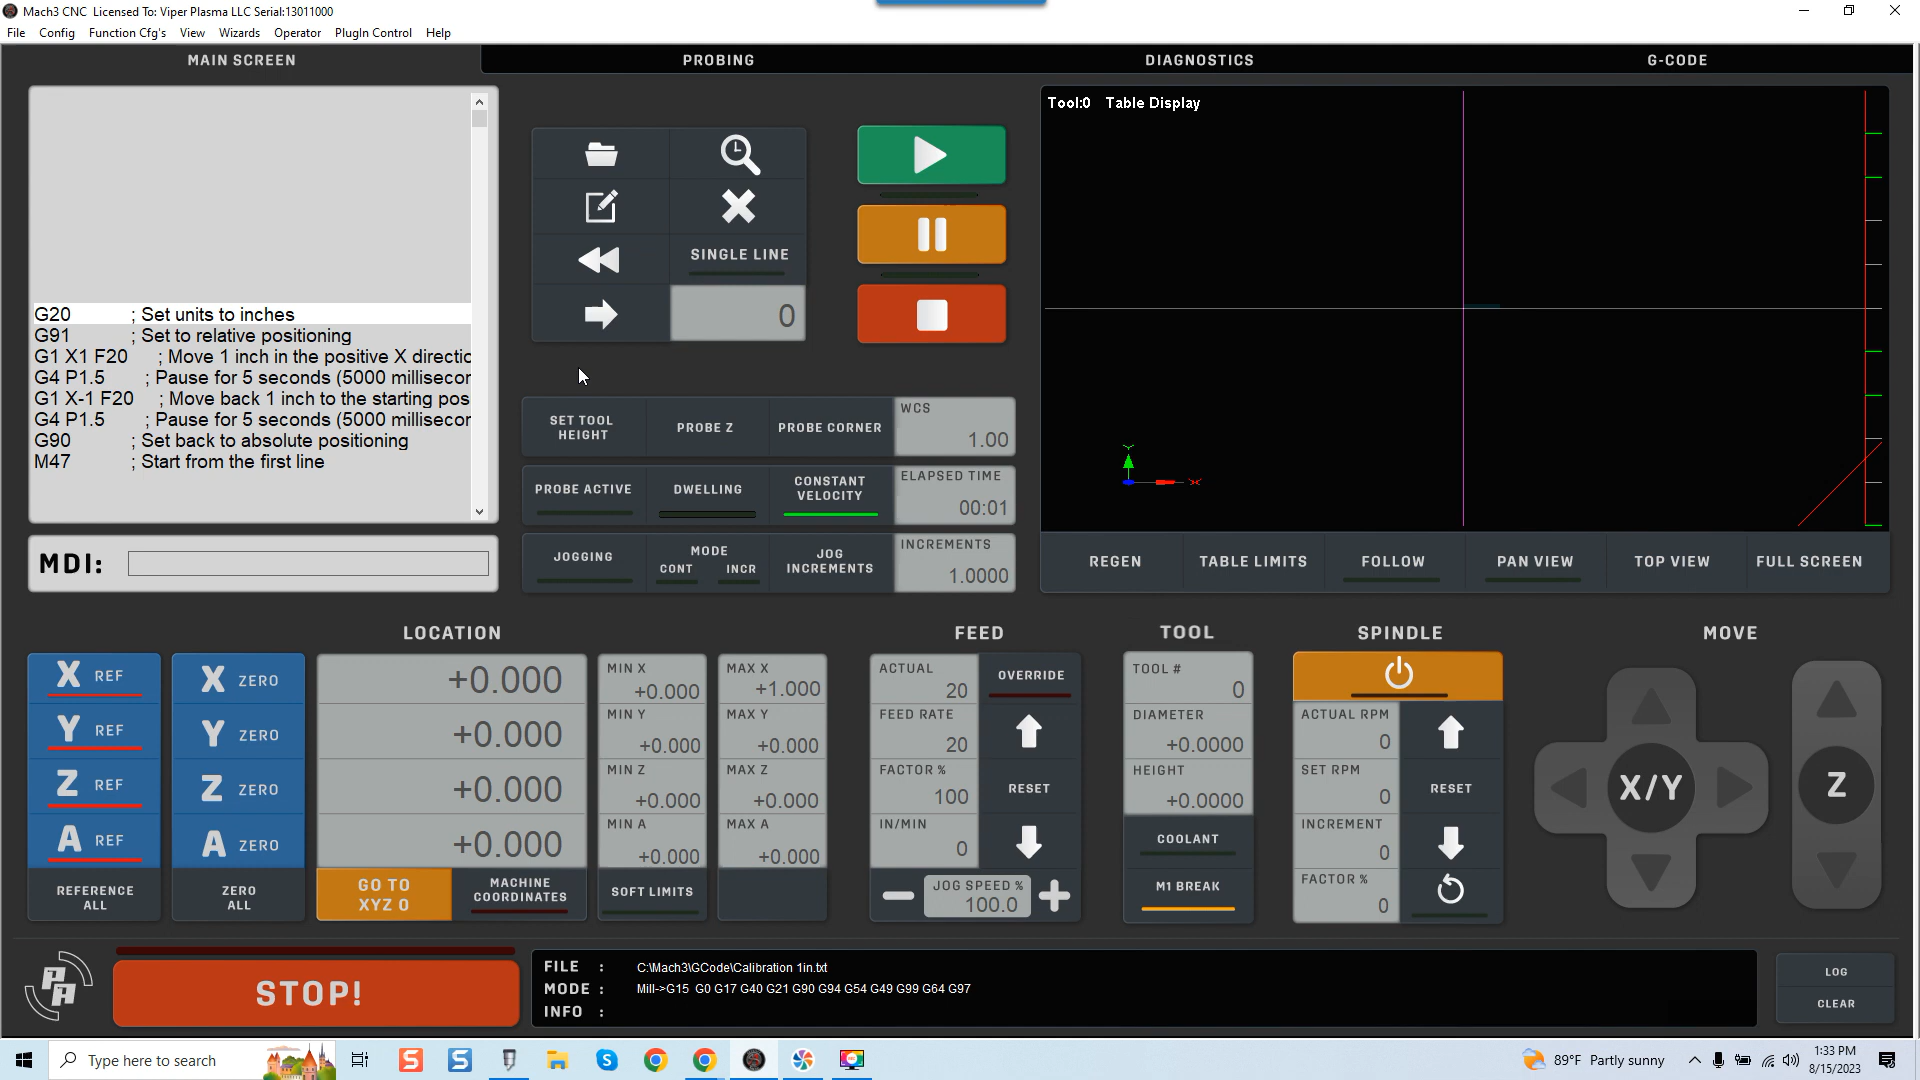 Mach3 CNC Licensed To: Viper Plasma LLC Serial:13011000
File Config Function Cfg's View Wizards Operator PlugIn Control Help
MAIN SCREEN PROBING DIAGNOSTICS G-CODE
G20 ; Set units to inches
G91 ; Set to relative positioning
G1 X1 F20 ; Move 1 inch in the positive X directic
G4 P1.5 ; Pause for 5 seconds (5000 millisecor
G1 X-1 F20 ; Move back 1 inch to the starting pos
G4 P1.5 ; Pause for 5 seconds (5000 millisecor
G90 ; Set back to absolute positioning
M47 ; Start from the first line
MDI:
SINGLE LINE
0
SET TOOL HEIGHT PROBE Z PROBE CORNER WCS 1.00
PROBE ACTIVE DWELLING CONSTANT VELOCITY ELAPSED TIME 00:01
JOGGING MODE CONT INCR JOG INCREMENTS INCREMENTS 1.0000
Tool:0 Table Display
Y
X
REGEN TABLE LIMITS FOLLOW PAN VIEW TOP VIEW FULL SCREEN
LOCATION
X REF X ZERO +0.000 MIN X +0.000 MAX X +1.000
Y REF Y ZERO +0.000 MIN Y +0.000 MAX Y +0.000
Z REF Z ZERO +0.000 MIN Z +0.000 MAX Z +0.000
A REF A ZERO +0.000 MIN A +0.000 MAX A +0.000
REFERENCE ALL ZERO ALL GO TO XYZ 0 MACHINE COORDINATES SOFT LIMITS
FEED
ACTUAL 20 OVERRIDE
FEED RATE 20
FACTOR % 100 RESET
IN/MIN 0
JOG SPEED % 100.0
TOOL
TOOL # 0
DIAMETER +0.0000
HEIGHT +0.0000
COOLANT
M1 BREAK
SPINDLE
ACTUAL RPM 0
SET RPM 0 RESET
INCREMENT 0
FACTOR % 0
MOVE
X/Y Z
PA
STOP!
FILE : C:\Mach3\GCode\Calibration 1in.txt
MODE : Mill->G15 G0 G17 G40 G21 G90 G94 G54 G49 G99 G64 G97
INFO :
LOG
CLEAR
Type here to search
89°F Partly sunny
1:33 PM
8/15/2023